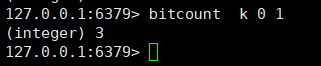 127.0.0.1:6379> bitcount  k 0 1
(integer) 3
127.0.0.1:6379>